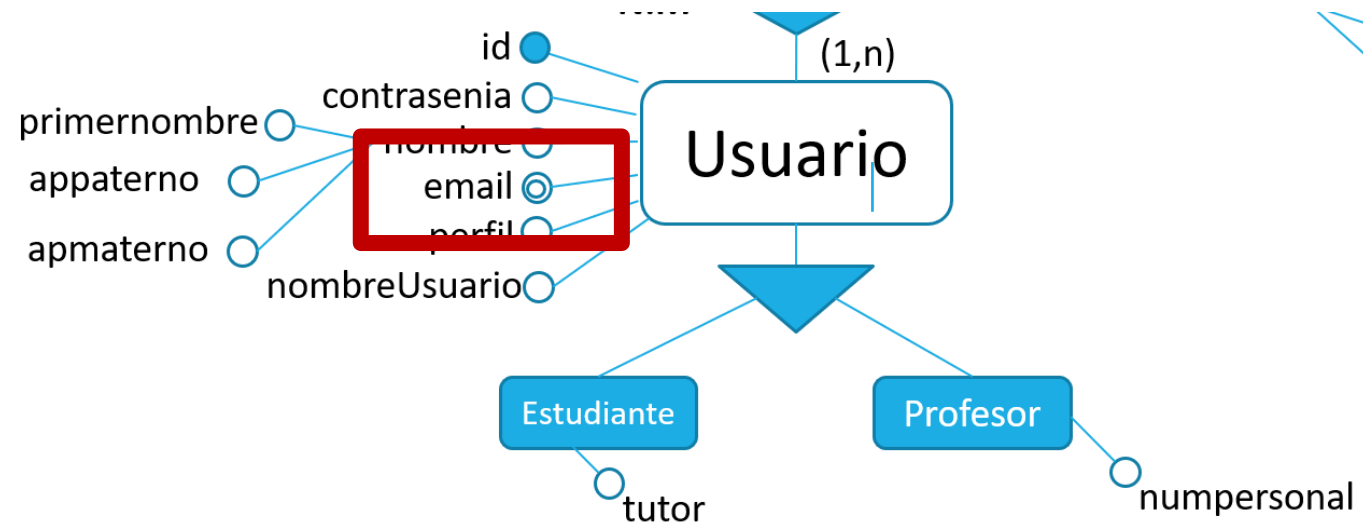 id
(1,n)
contrasenia
primernombre
nombre
Usuario
appaterno
email
perfil
apmaterno
nombreUsuario
Estudiante
Profesor
tutor
numpersonal